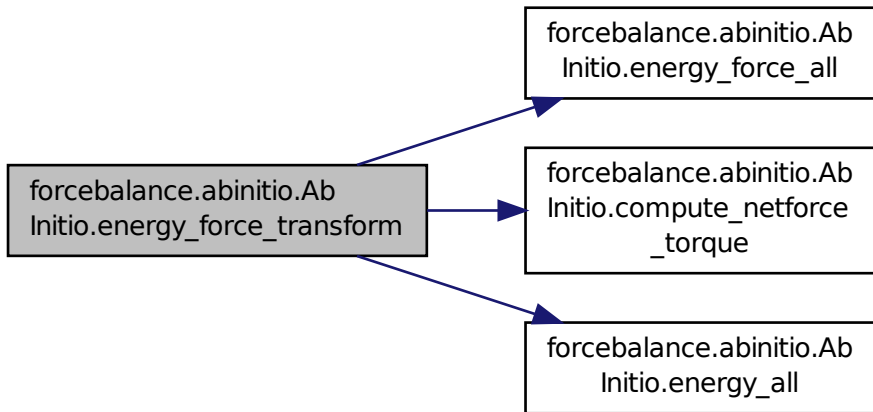 forcebalance.abinitio.Ab
Initio.energy_force_transform
forcebalance.abinitio.Ab
Initio.energy_force_all
forcebalance.abinitio.Ab
Initio.compute_netforce
_torque
forcebalance.abinitio.Ab
Initio.energy_all